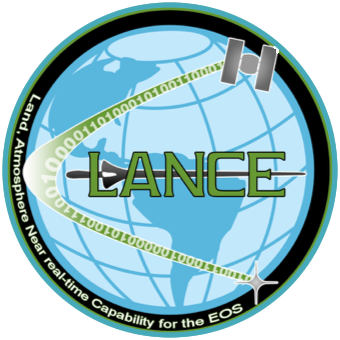 LANCE
Land, Atmosphere Near real-time Capability for the EOS